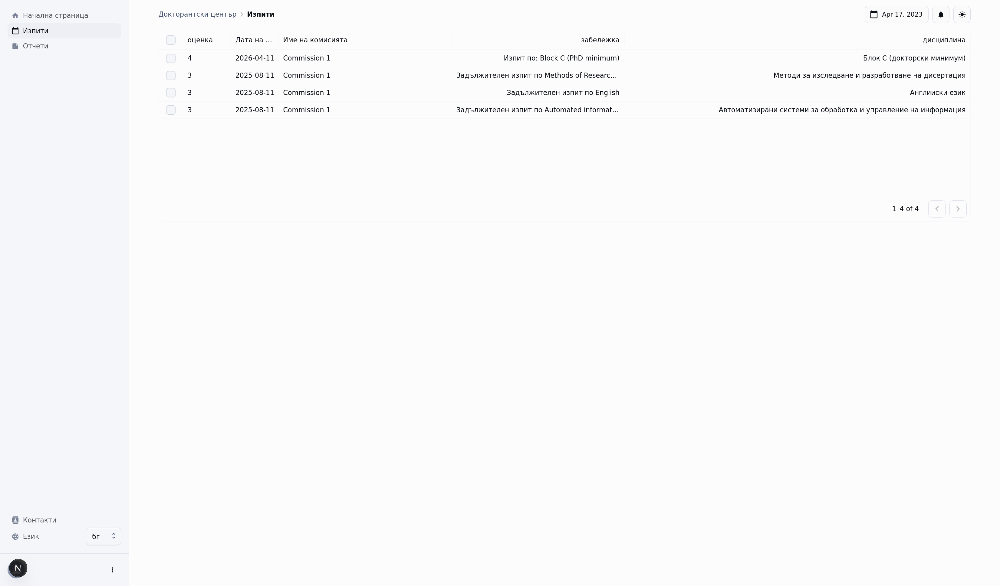 Начална страница
Изпити
Отчети
Докторантски център > Изпити
Apr 17, 2023
оценка Дата на ... Име на комисията забележка дисциплина
4 2026-04-11 Commission 1 Изпит по: Block C (PhD minimum) Блок C (докторски минимум)
3 2025-08-11 Commission 1 Задължителен изпит по Methods of Researc... Методи за изследване и разработване на дисертация
3 2025-08-11 Commission 1 Задължителен изпит по English Англииски език
3 2025-08-11 Commission 1 Задължителен изпит по Automated informat... Автоматизирани системи за обработка и управление на информация
1–4 of 4
Контакти
Език бг
N